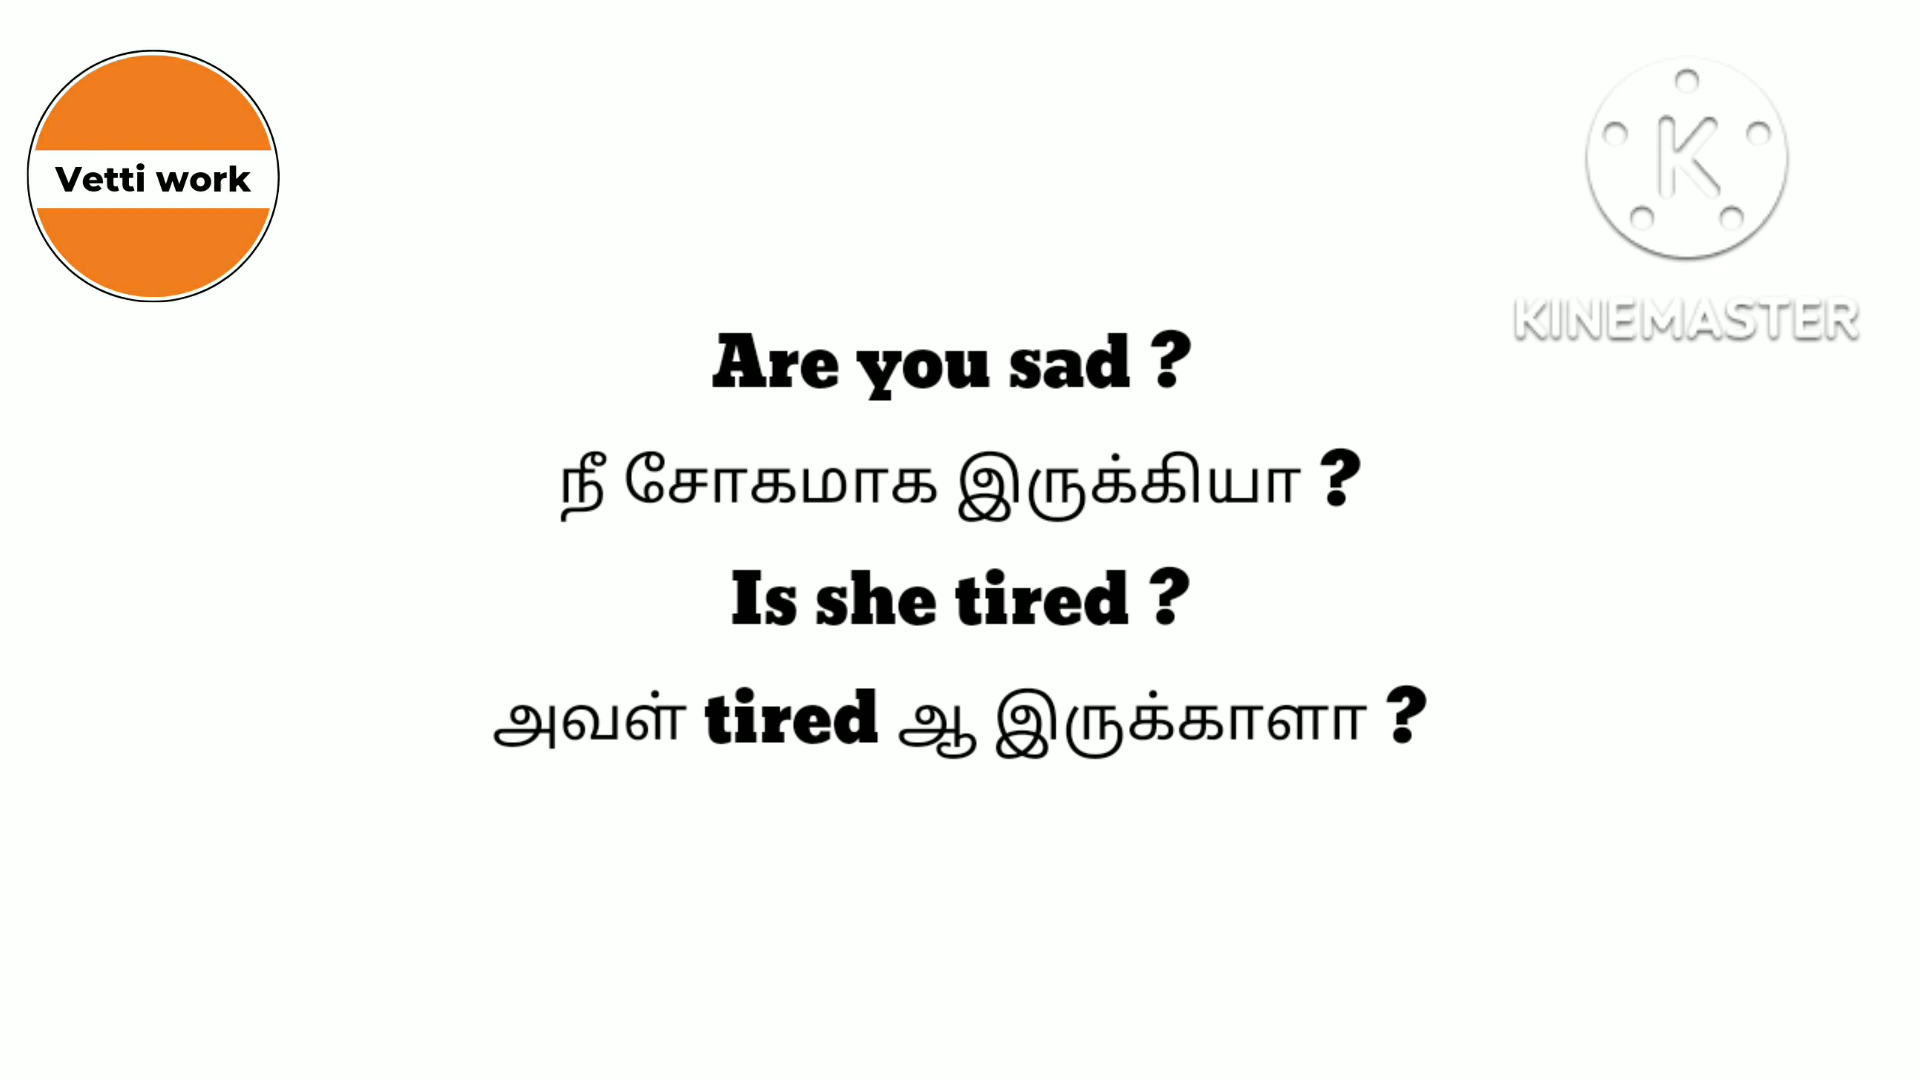 Vetti work
KINEMASTER
Are you sad ?
நீ சோகமாக இருக்கியா ?
Is she tired ?
அவள் tired ஆ இருக்காளா ?